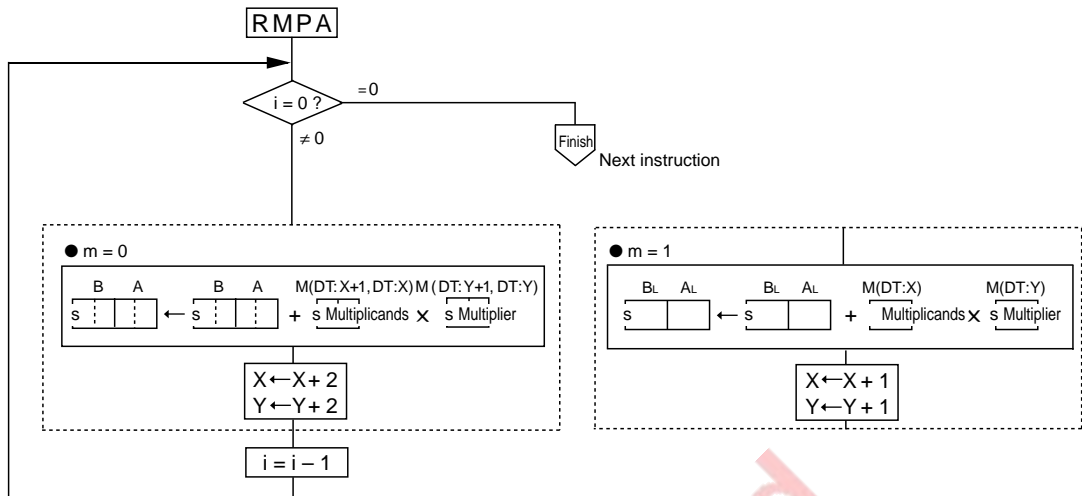 RMPA
i = 0 ?
= 0
≠ 0
Finish
Next instruction
● m = 0
B A B A M(DT:X+1, DT:X) M (DT:Y+1, DT:Y)
s ← s + s Multiplicands × s Multiplier
X←X + 2
Y←Y + 2
i = i – 1
● m = 1
BL AL BL AL M(DT:X) M(DT:Y)
s ← s + Multiplicands × s Multiplier
X←X + 1
Y←Y + 1